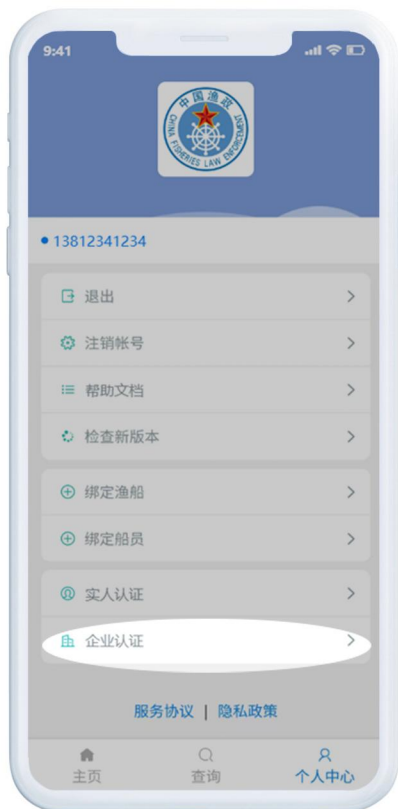 9:41
中国渔政
CHINA FISHERIES LAW ENFORCEMENT
13812341234
退出
注销帐号
帮助文档
检查新版本
绑定渔船
绑定船员
实人认证
企业认证
服务协议 | 隐私政策
主页
查询
个人中心